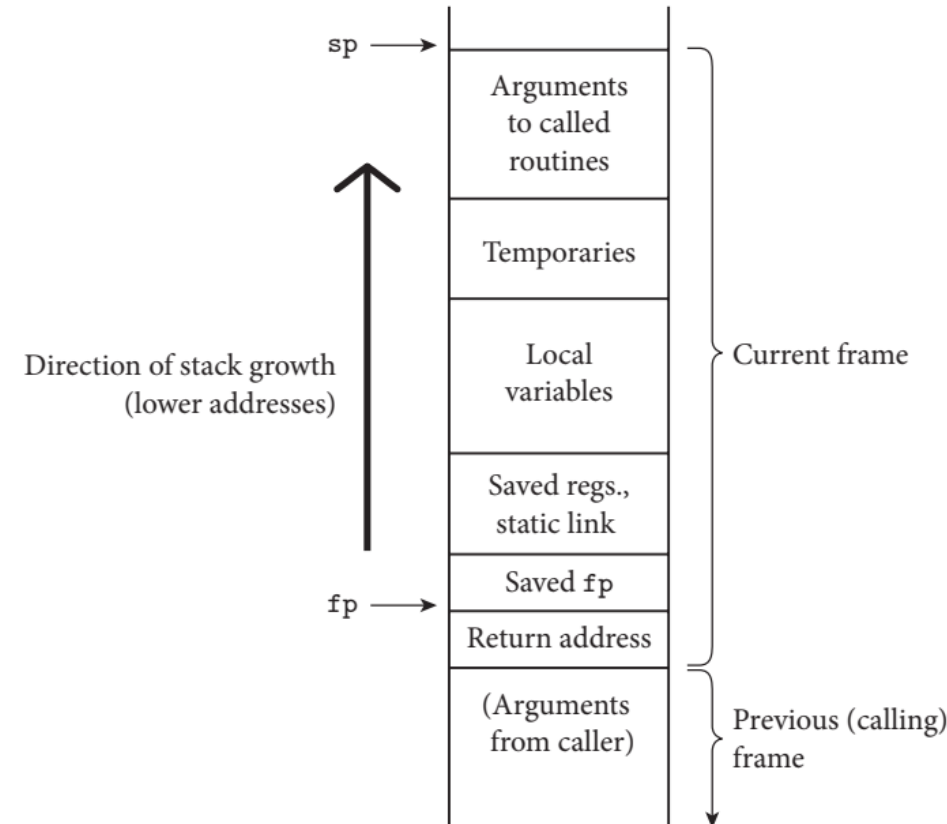 sp
Arguments
to called
routines
Temporaries
Direction of stack growth
(lower addresses)
Local
variables
Current frame
Saved regs.,
static link
Saved fp
fp
Return address
(Arguments
from caller)
Previous (calling)
frame